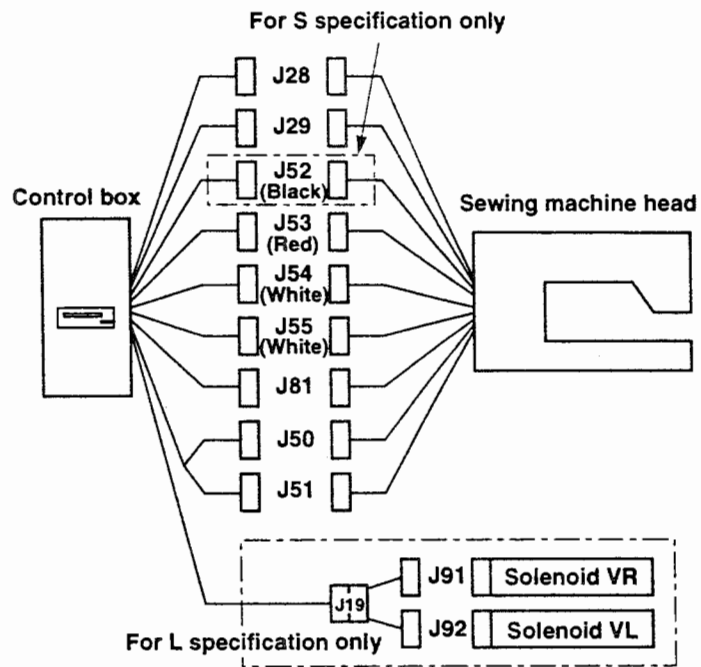 For S specification only
J28
J29
J52
(Black)
Control box
Sewing machine head
J53
(Red)
J54
(White)
J55
(White)
J81
J50
J51
J91 Solenoid VR
J19
J92 Solenoid VL
For L specification only